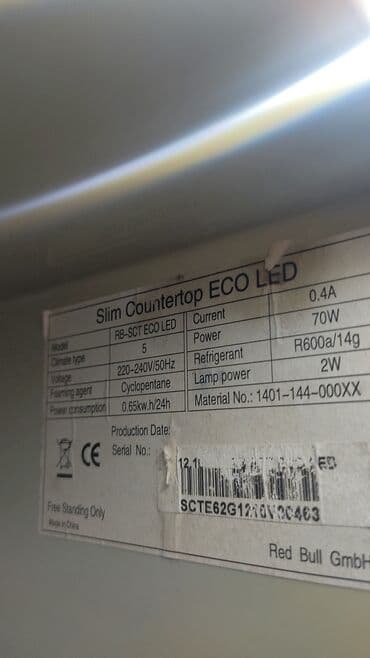 Slim Countertop ECO LED
Model RB-SCT ECO LED Current 0.4A
Climate type 5 Power 70W
Voltage 220-240V/50Hz Refrigerant R600a/14g
Foaming agent Cyclopentane Lamp power 2W
Power consumption 0.65kw.h/24h Material No.: 1401-144-000XX
Production Date:
Serial No.:
CE
Free Standing Only
Made in China
Red Bull GmbH